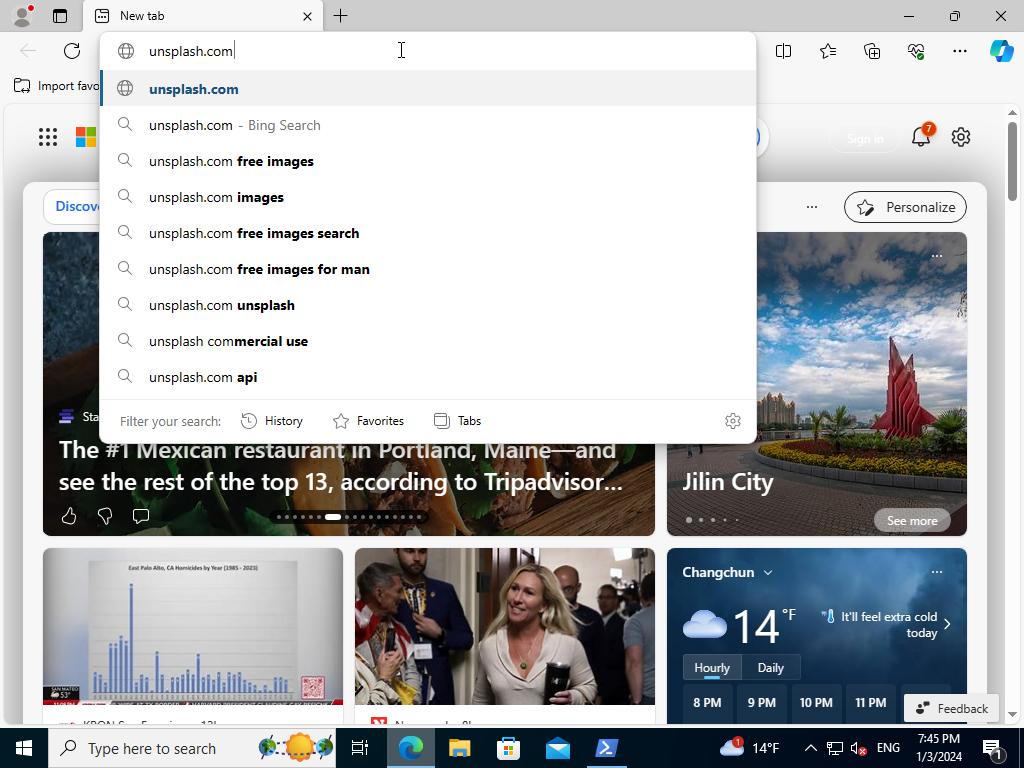 New tab
unsplash.com
Import favo
unsplash.com
unsplash.com - Bing Search
unsplash.com free images
unsplash.com images
unsplash.com free images search
unsplash.com free images for man
unsplash.com unsplash
unsplash commercial use
unsplash.com api
Filter your search:
History
Favorites
Tabs
Sign in
7
Discove
Personalize
Sta
The #1 Mexican restaurant in Portland, Maine—and
see the rest of the top 13, according to Tripadvisor...
Jilin City
See more
East Palo Alto, CA Homicides by Year (1985 - 2023)
SAN MATEO
53°
Changchun
14 °F
It'll feel extra cold
today
Hourly
Daily
8 PM
9 PM
10 PM
11 PM
Feedback
Type here to search
1
14°F
ENG
7:45 PM
1/3/2024
1